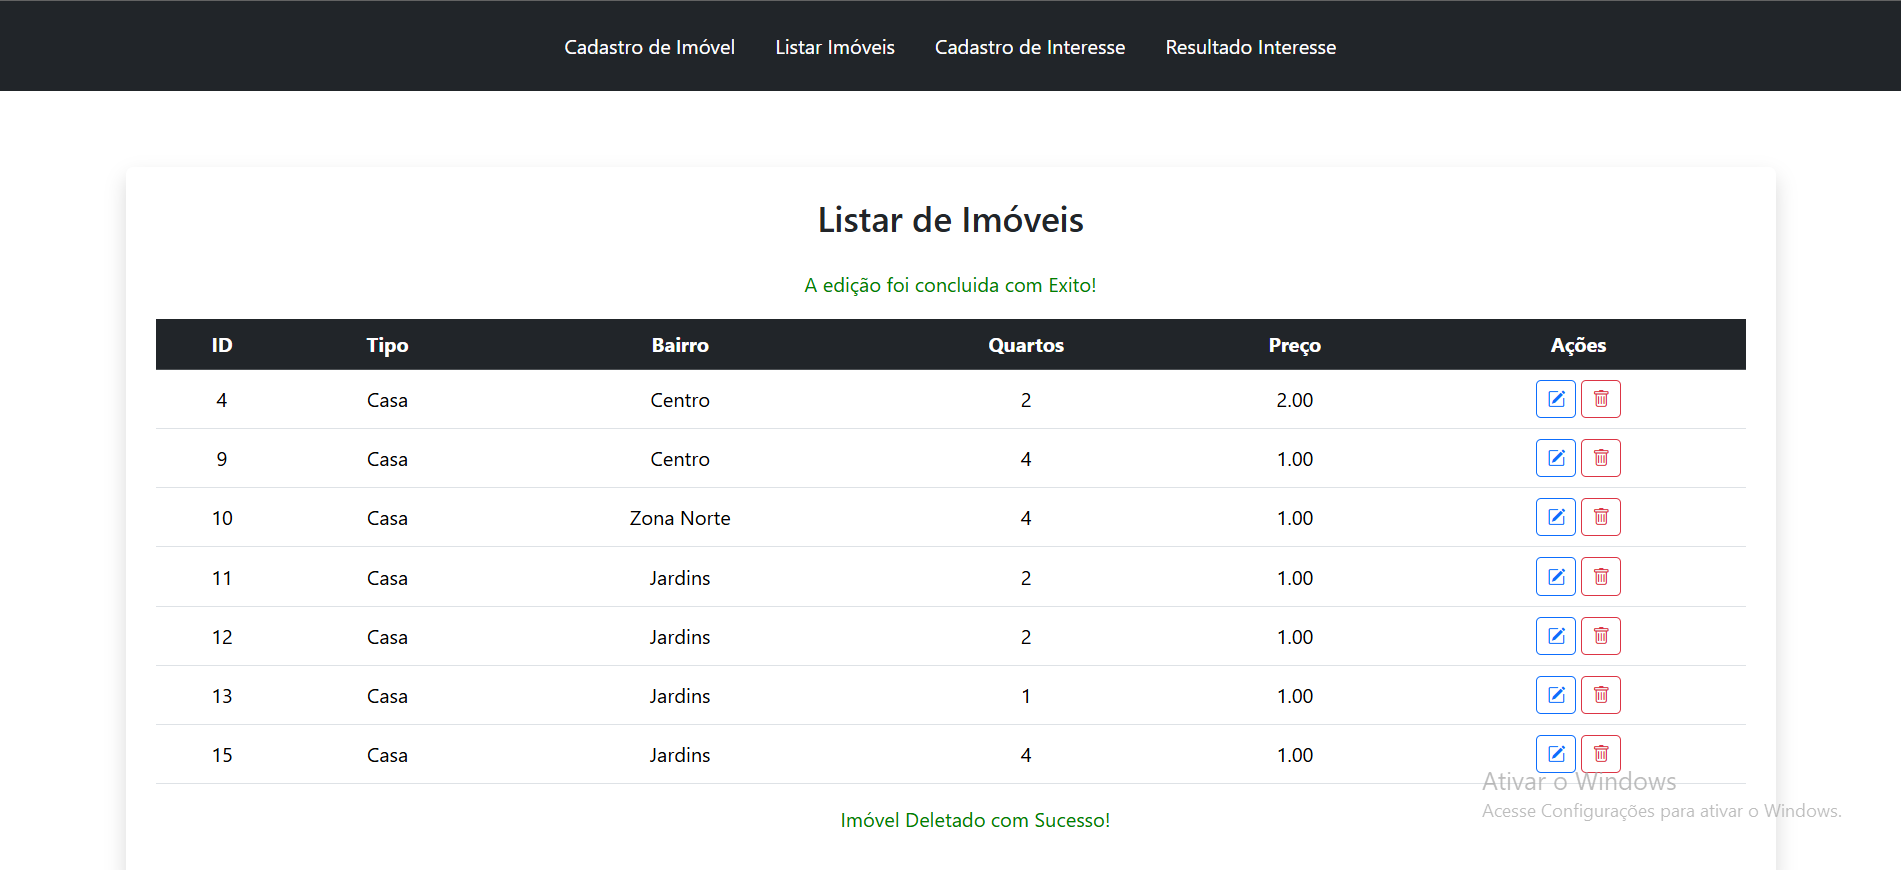 Cadastro de Imóvel Listar Imóveis Cadastro de Interesse Resultado Interesse
Listar de Imóveis
A edição foi concluida com Exito!
ID Tipo Bairro Quartos Preço Ações
4 Casa Centro 2 2.00
9 Casa Centro 4 1.00
10 Casa Zona Norte 4 1.00
11 Casa Jardins 2 1.00
12 Casa Jardins 2 1.00
13 Casa Jardins 1 1.00
15 Casa Jardins 4 1.00
Ativar o Windows
Acesse Configurações para ativar o Windows.
Imóvel Deletado com Sucesso!